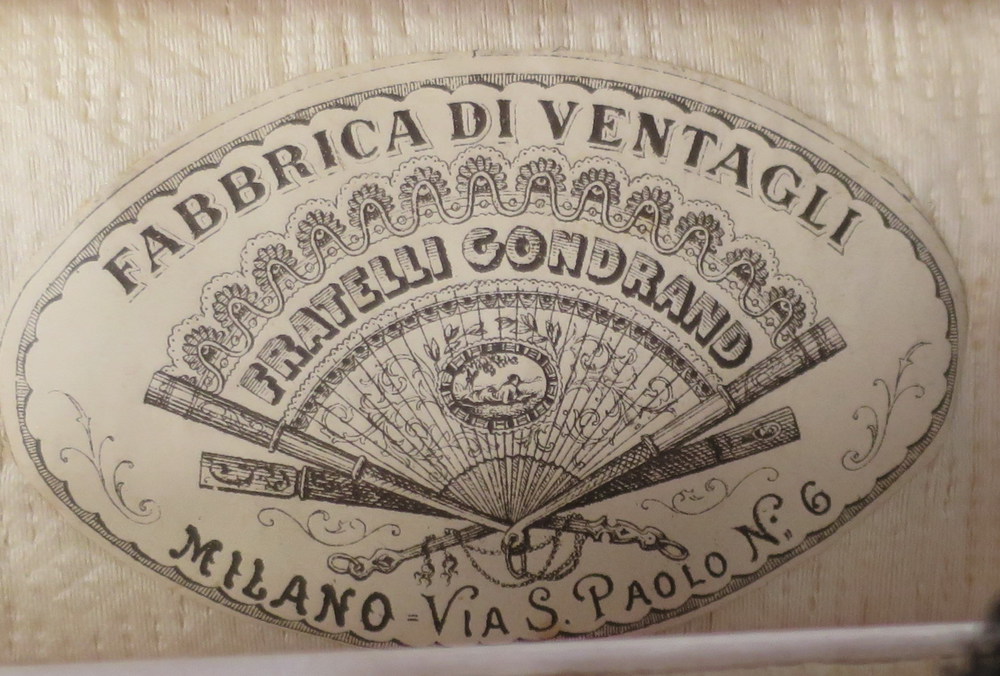 FABBRICA DI VENTAGLI
FRATELLI GONDRAND
MILANO = VIA S. PAOLO N.: 6